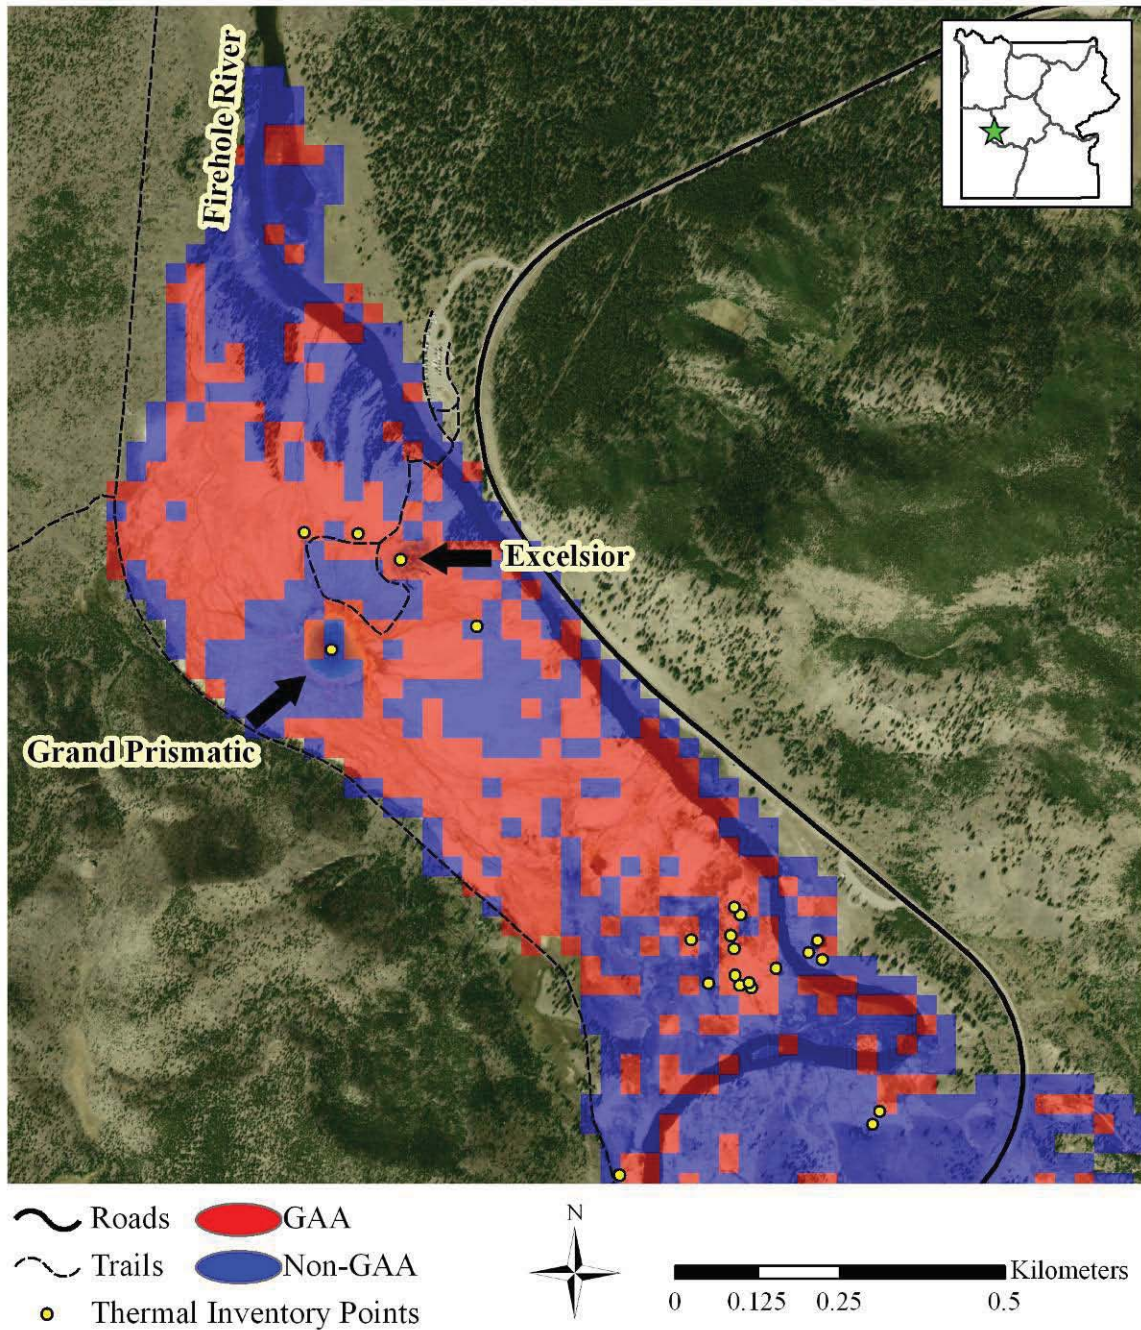 Firehole River
Excelsior
Grand Prismatic
Roads
GAA
N
Trails
Non-GAA
Kilometers
Thermal Inventory Points
0
0.125
0.25
0.5